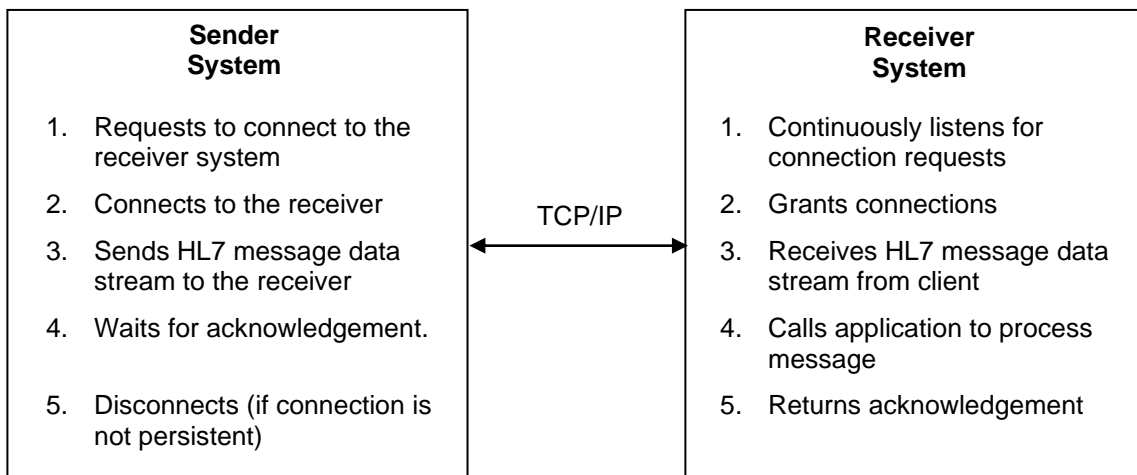 Sender
System
1. Requests to connect to the
receiver system
2. Connects to the receiver
3. Sends HL7 message data
stream to the receiver
4. Waits for acknowledgement.
5. Disconnects (if connection is
not persistent)
TCP/IP
Receiver
System
1. Continuously listens for
connection requests
2. Grants connections
3. Receives HL7 message data
stream from client
4. Calls application to process
message
5. Returns acknowledgement